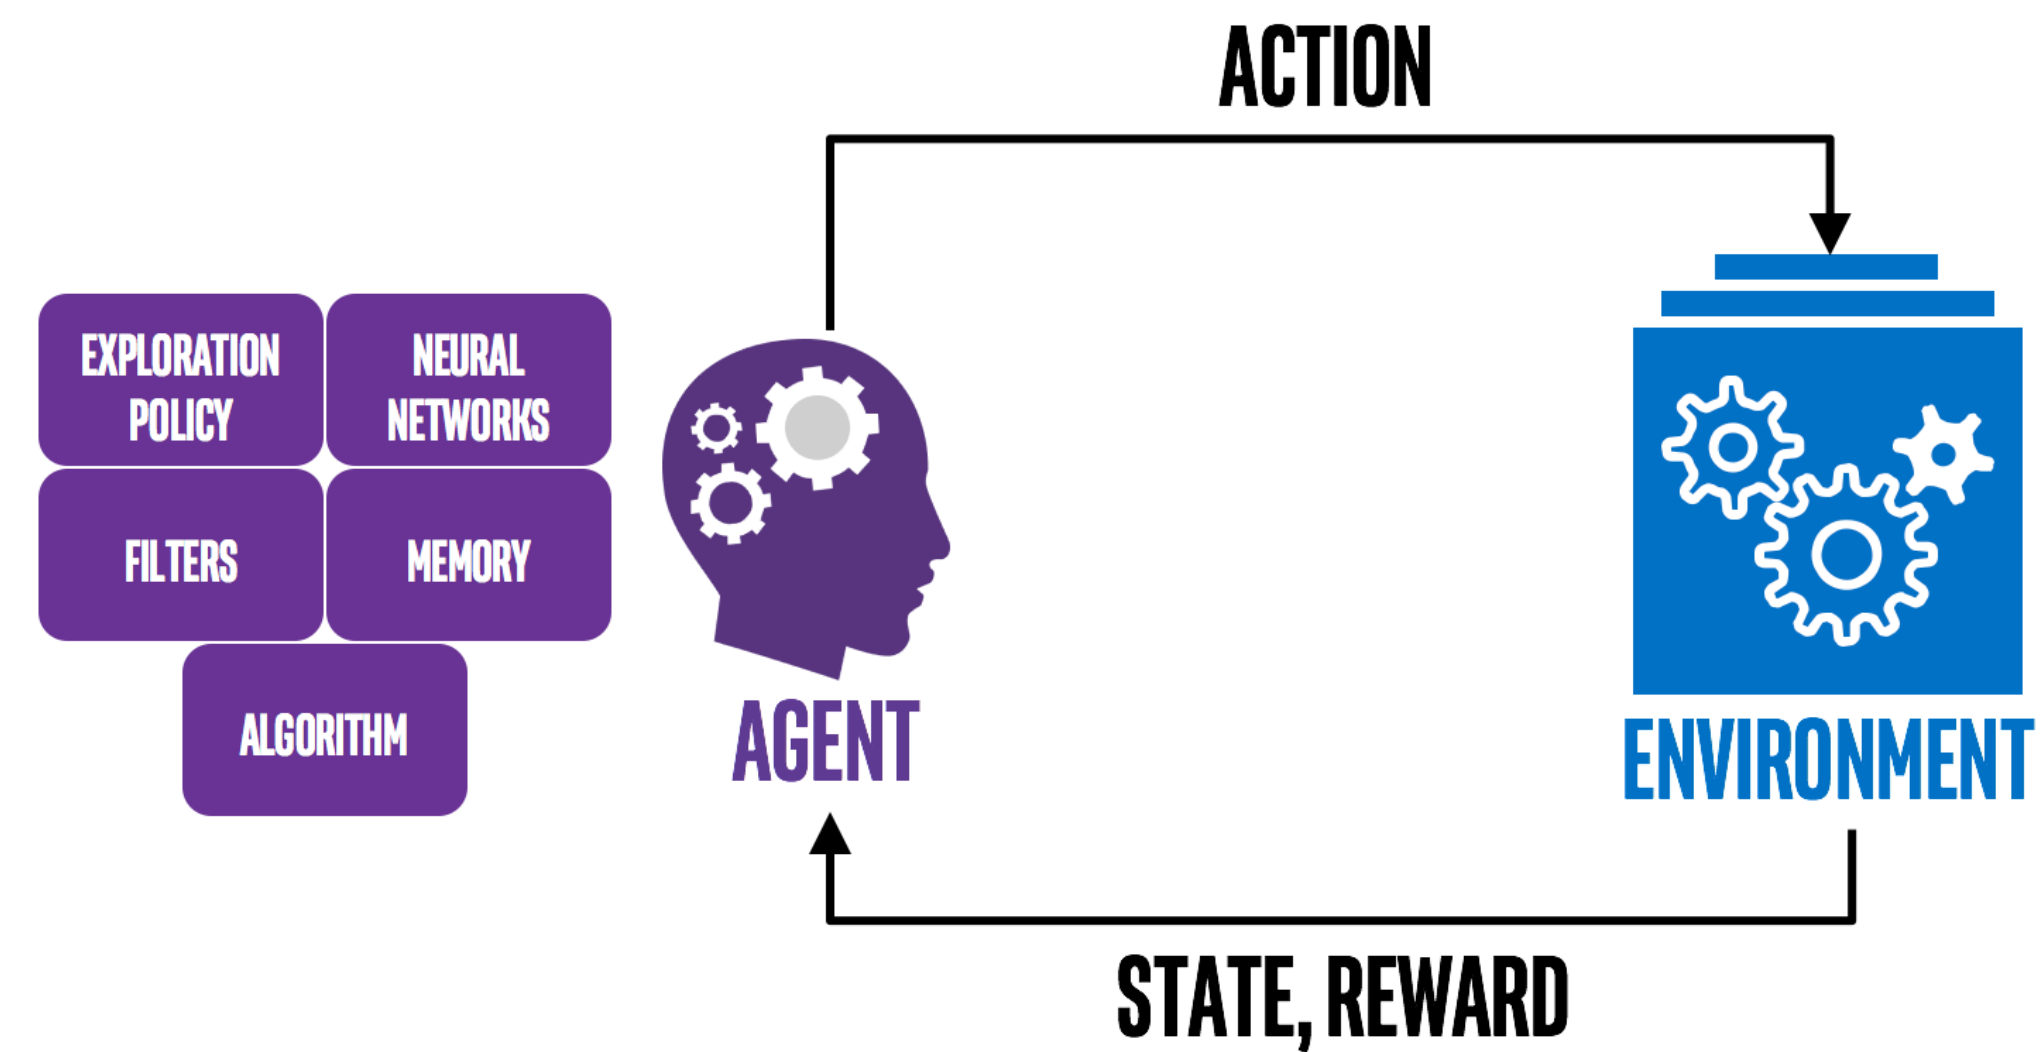 ACTION
EXPLORATION
POLICY
NEURAL
NETWORKS
FILTERS
MEMORY
ALGORITHM
AGENT
ENVIRONMENT
STATE, REWARD